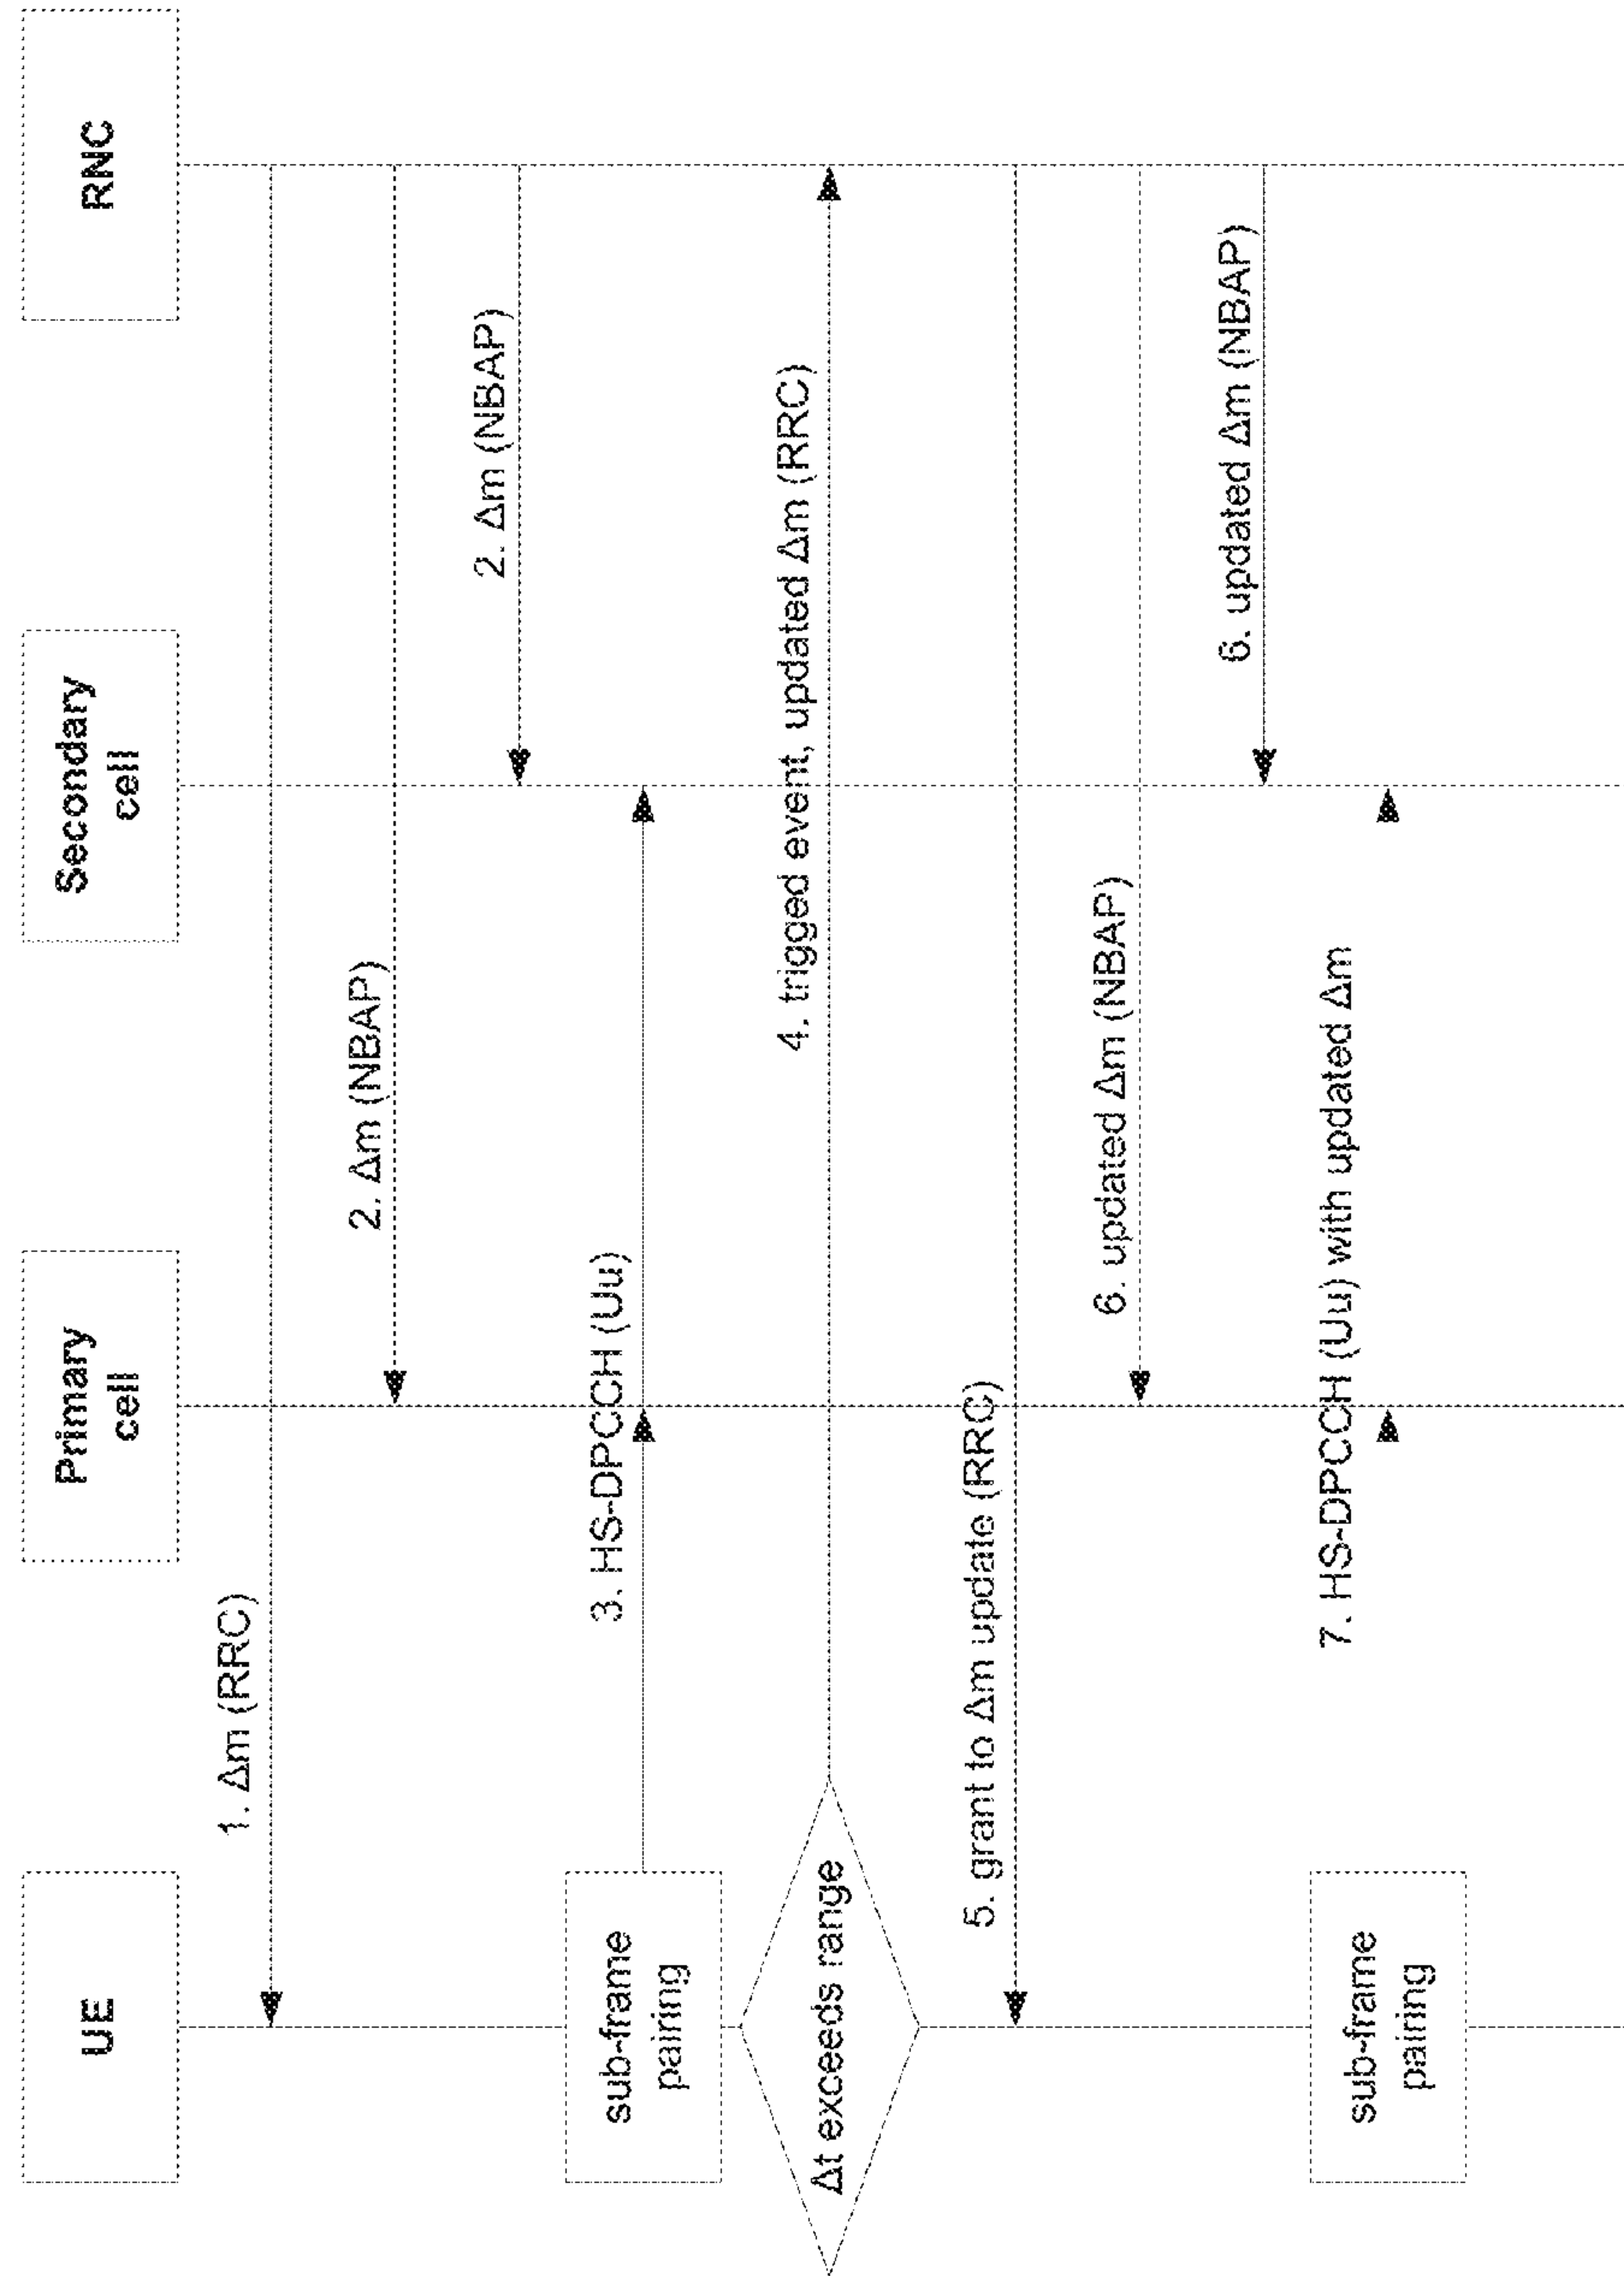 UE
Primary
cell
Secondary
cell
RNC
1. Δm (RRC)
2. Δm (NBAP)
2. Δm (NBAP)
sub-frame
pairing
3. HS-DPCCH (Uu)
Δt exceeds range
4. trigged event, updated Δm (RRC)
5. grant to Δm update (RRC)
6. updated Δm (NBAP)
6. updated Δm (NBAP)
sub-frame
pairing
7. HS-DPCCH (Uu) with updated Δm